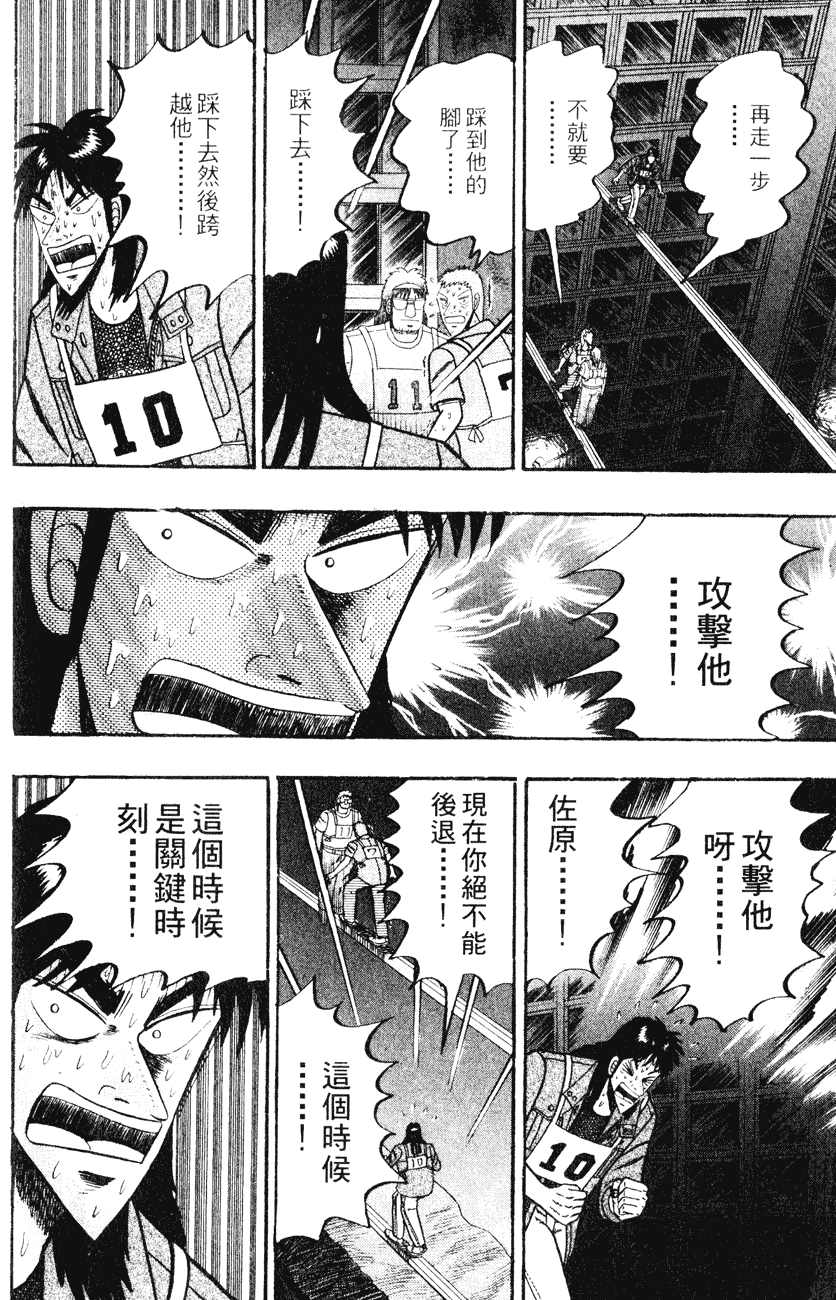 再走一步
……
不就要
………
踩到他的
腳了……
踩下去……！
11
踩下去然後跨
越他………！
10
攻擊他
………！
攻擊他
呀………！
佐原………！
10
現在你絕不能
後退………！
這個時候
………！
10
這個時候
是關鍵時
刻………！